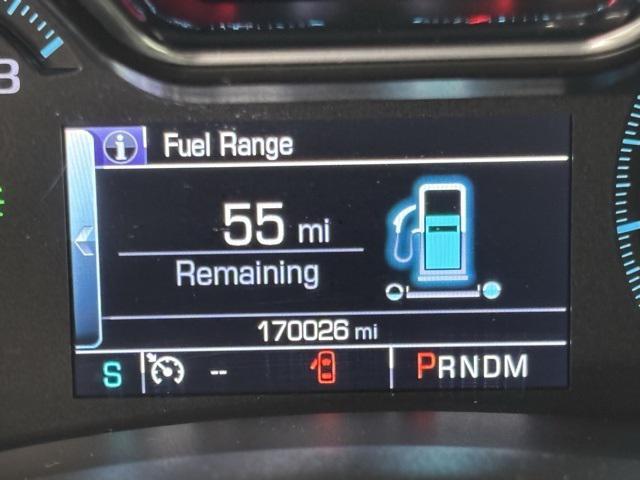 Fuel Range
55 mi
Remaining
170026 mi
S -- PRNDM